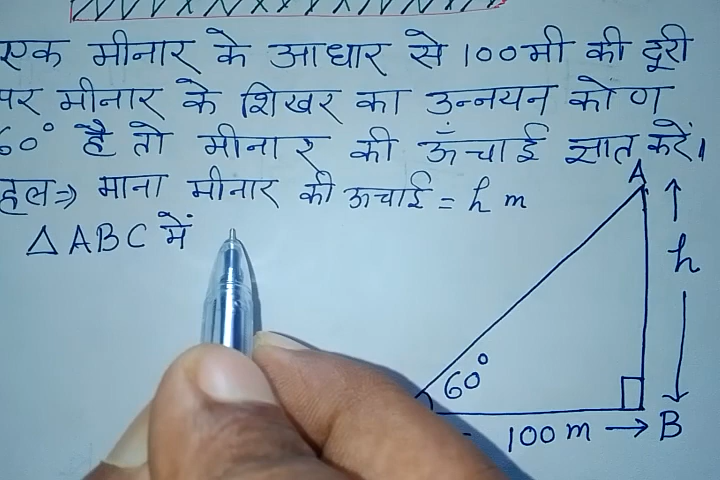 एक मीनार के आधार से 100 मी की दूरी
पर मीनार के शिखर का उन्नयन कोण
60° है तो मीनार की ऊँचाई ज्ञात करें।
हल⇒ माना मीनार की ऊचाई = h m
△ABC में
A
h
60°
100 m → B